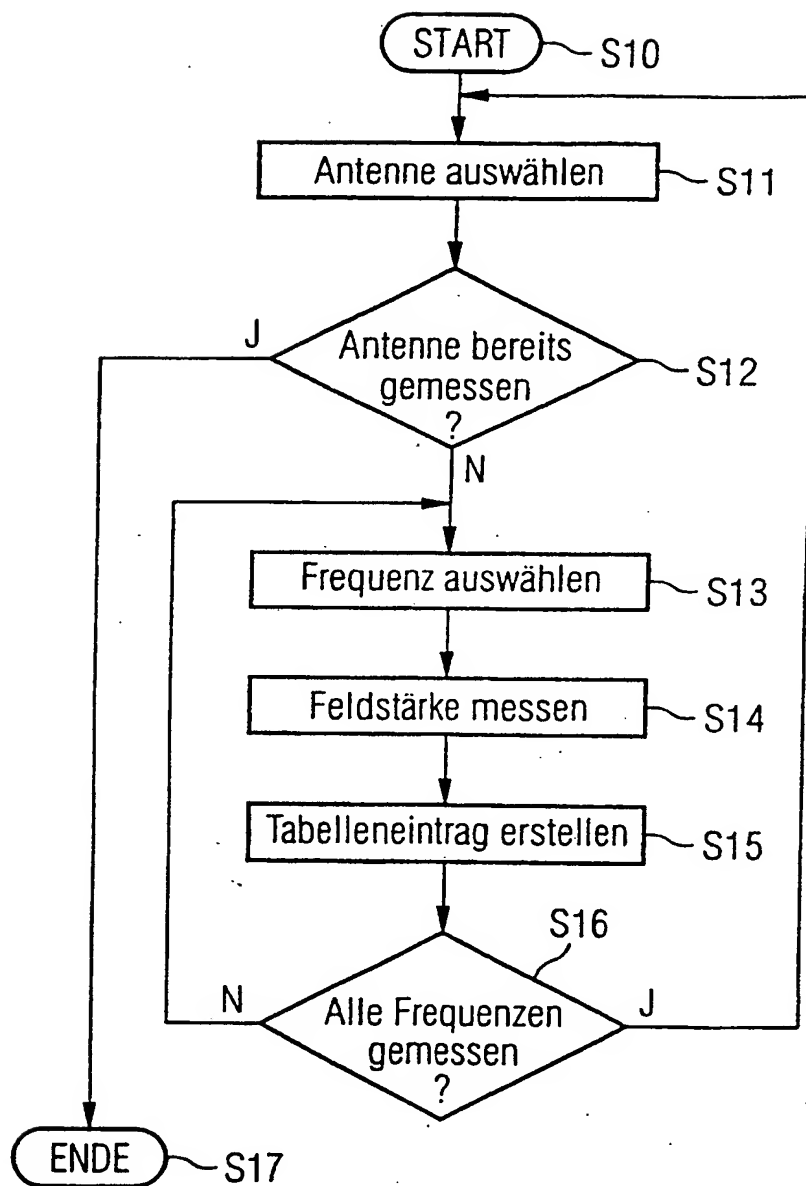 START
S10
Antenne auswählen
S11
J
Antenne bereits
gemessen
?
S12
N
Frequenz auswählen
S13
Feldstärke messen
S14
Tabelleneintrag erstellen
S15
S16
N
Alle Frequenzen
gemessen
?
J
ENDE
S17